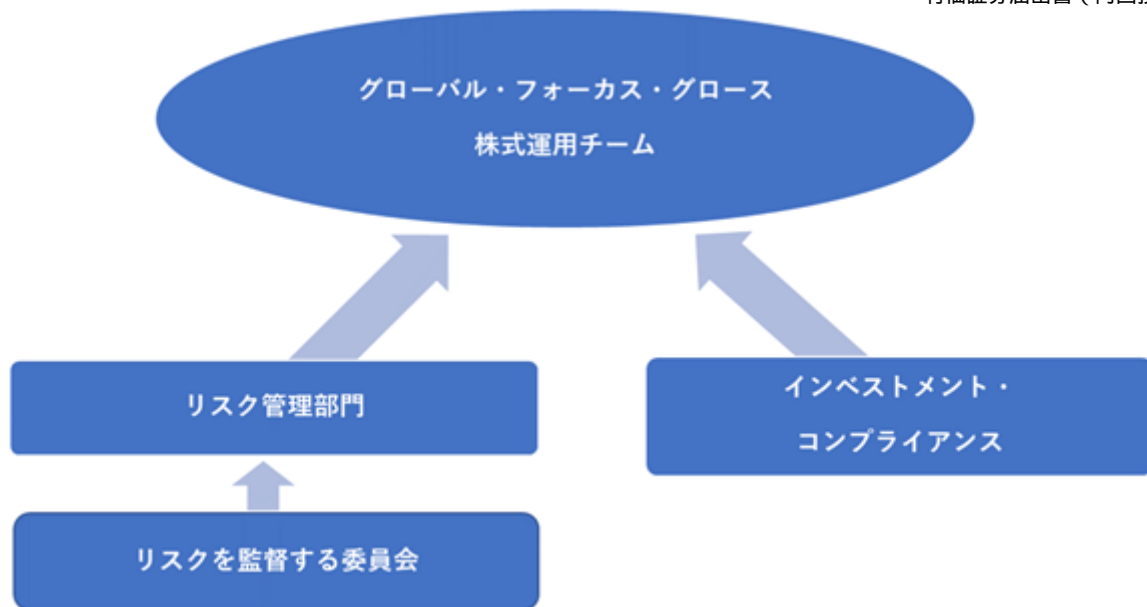 グローバル・フォーカス・グロース
株式運用チーム
リスク管理部門
インベストメント・
コンプライアンス
リスクを監督する委員会